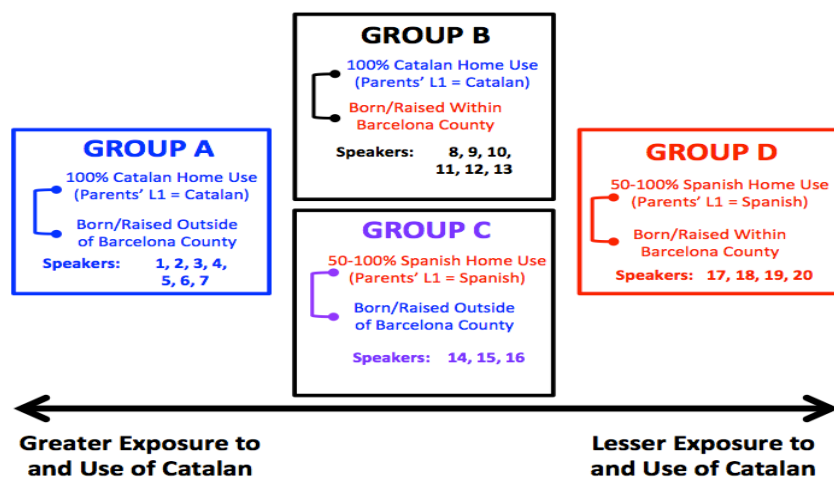 GROUP A
100% Catalan Home Use
(Parents' L1 = Catalan)
Born/Raised Outside
of Barcelona County
Speakers: 1, 2, 3, 4,
5, 6, 7
GROUP B
100% Catalan Home Use
(Parents' L1 = Catalan)
Born/Raised Within
Barcelona County
Speakers: 8, 9, 10,
11, 12, 13
GROUP C
50-100% Spanish Home Use
(Parents' L1 = Spanish)
Born/Raised Outside
of Barcelona County
Speakers: 14, 15, 16
GROUP D
50-100% Spanish Home Use
(Parents' L1 = Spanish)
Born/Raised Within
Barcelona County
Speakers: 17, 18, 19, 20
Greater Exposure to
and Use of Catalan
Lesser Exposure to
and Use of Catalan